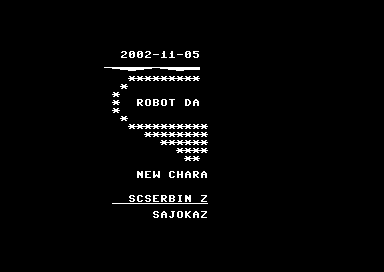 2002-11-05
*********
*
*
* ROBOT DA
*
*
**********
********
******
****
**
NEW CHARA
SCSERBIN Z
SAJOKAZ